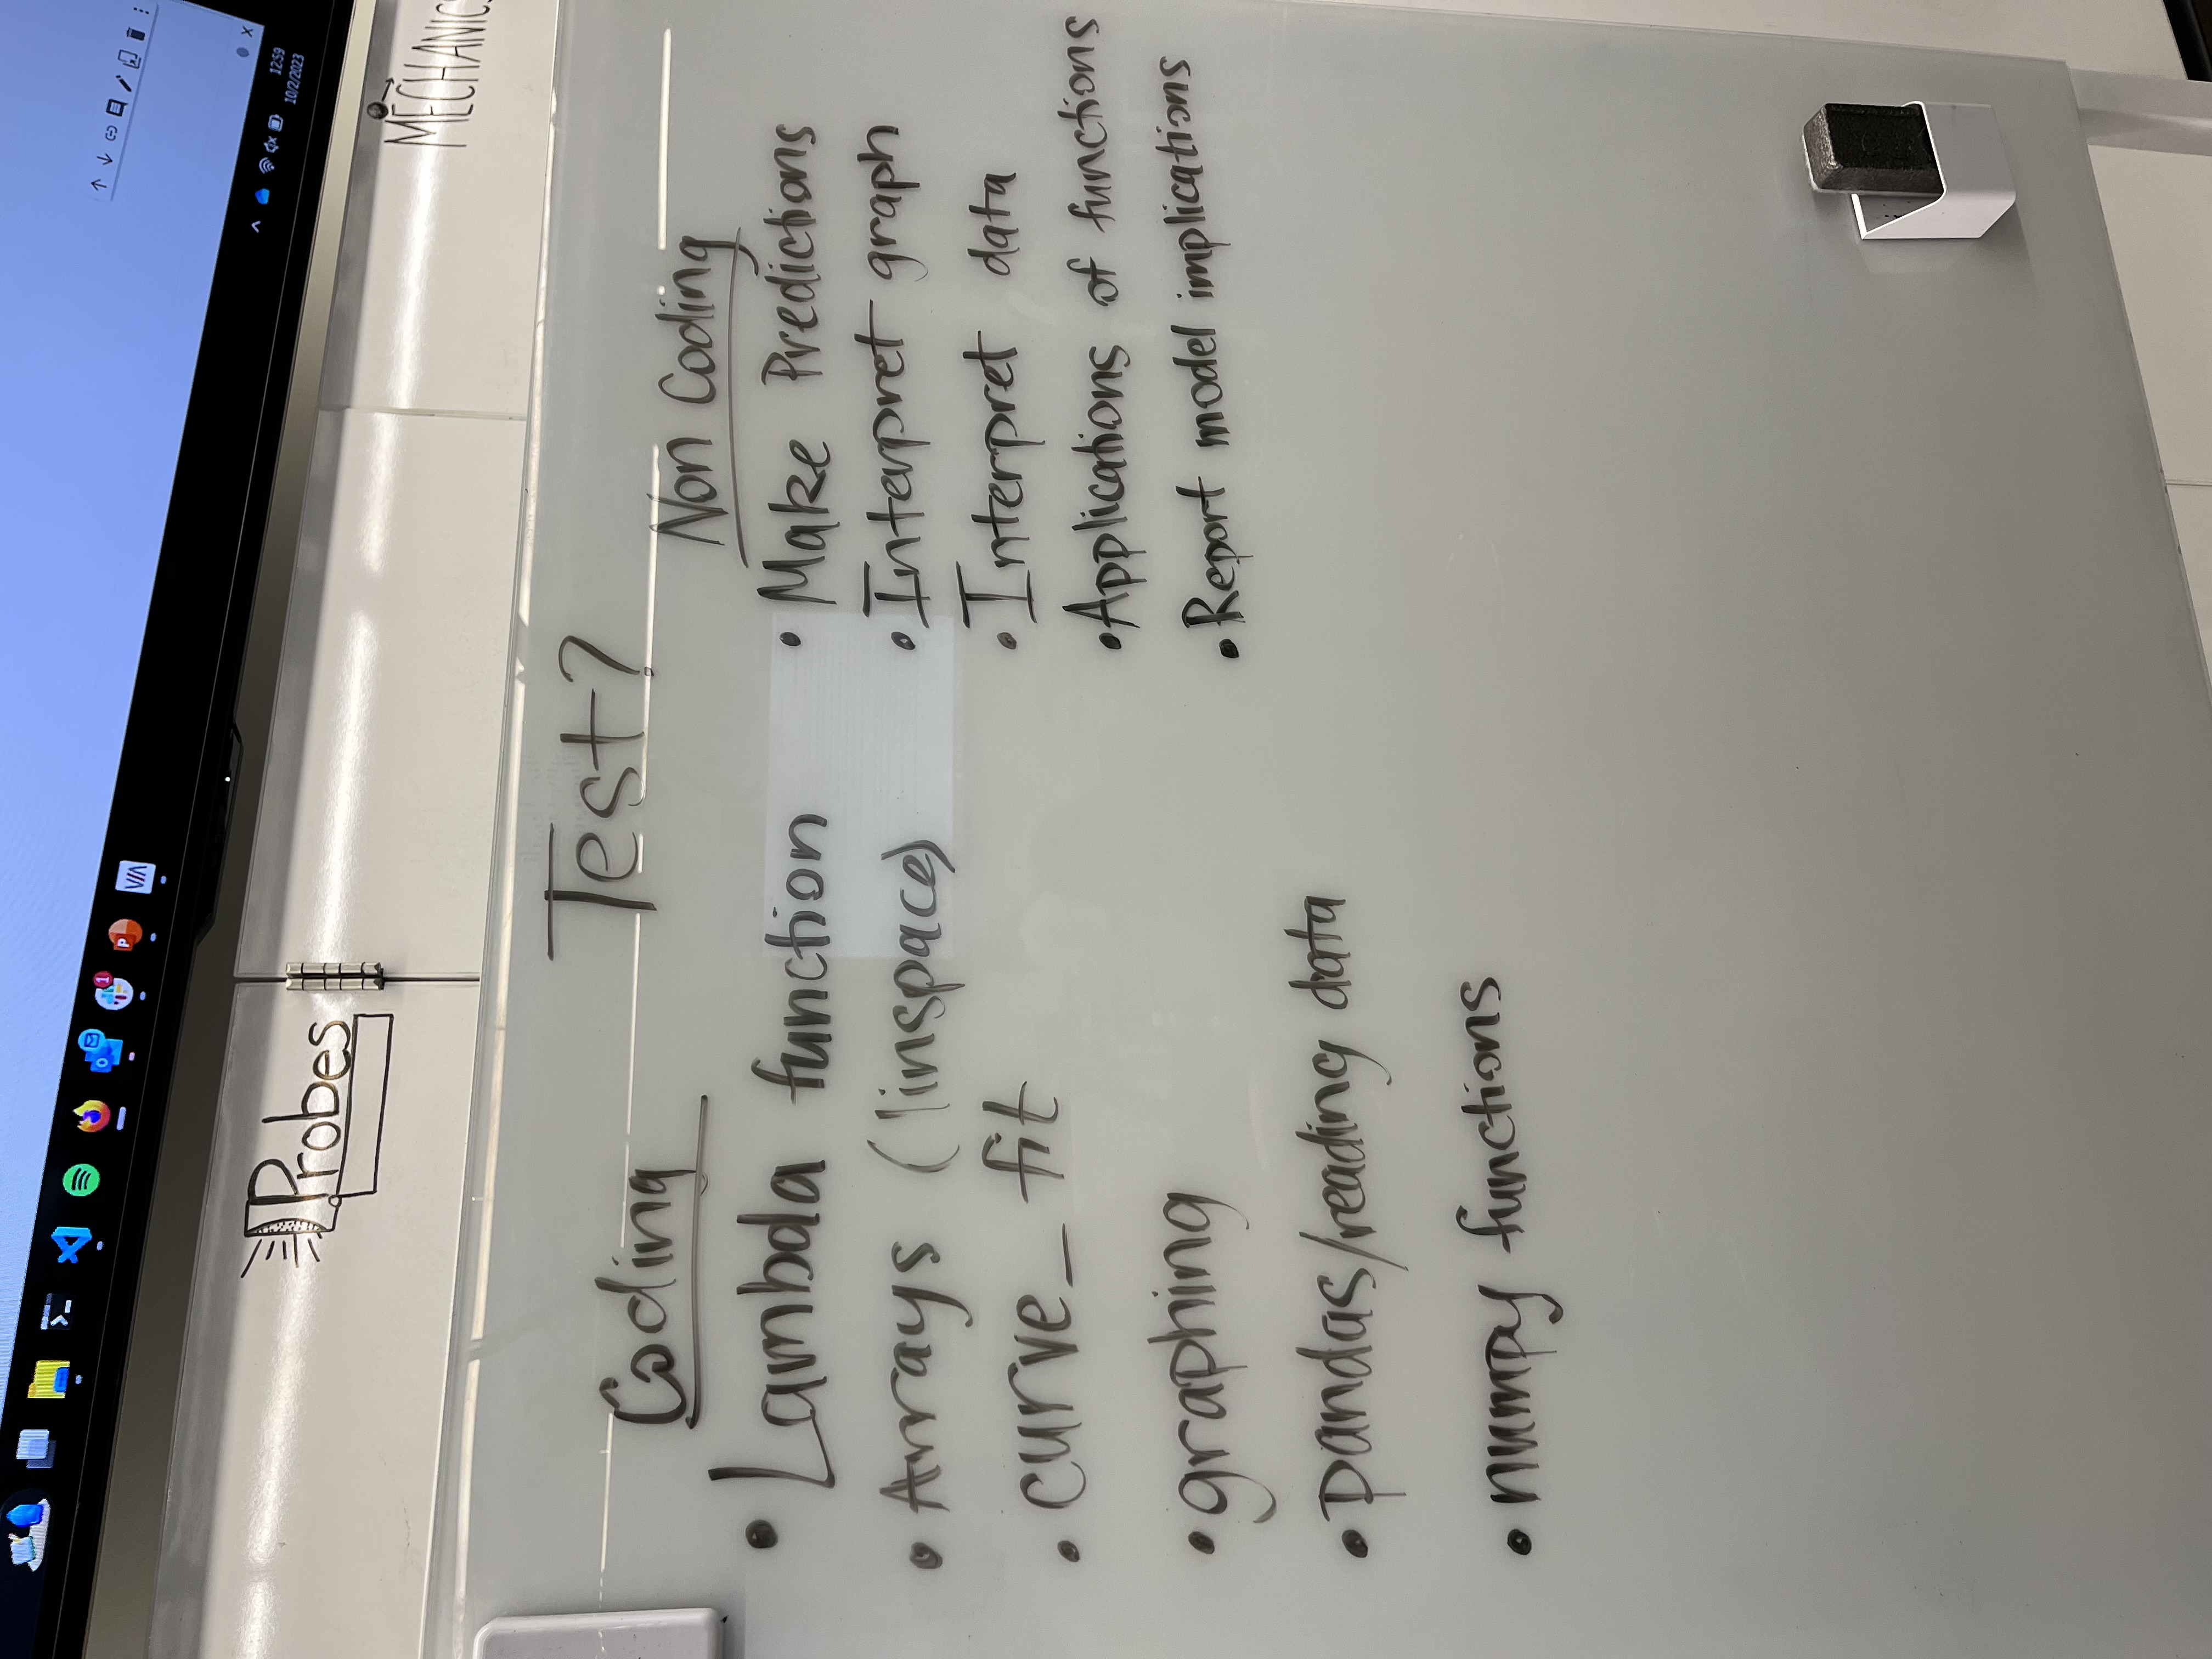 12:59
10/2/2023
Probes
MECHANICS
Test?
Coding
• Lambda function
• Arrays (linspace)
• curve_fit
• graphing
• pandas/reading data
• numpy functions
Non Coding
• Make Predictions
• Interpret graph
• Interpret data
• Applications of functions
• Report model implications